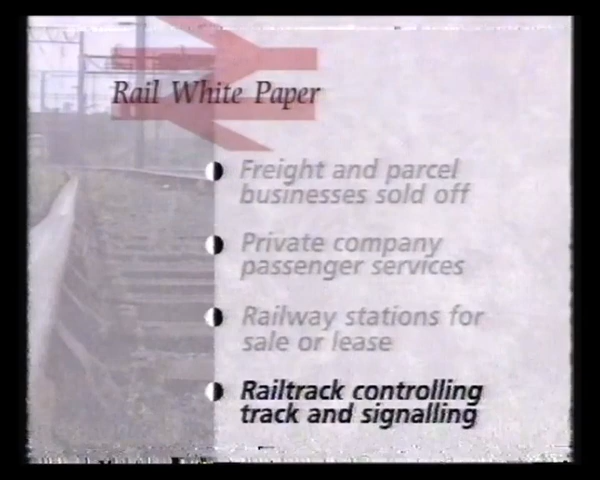 Rail White Paper
Freight and parcel
businesses sold off
Private company
passenger services
Railway stations for
sale or lease
Railtrack controlling
track and signalling